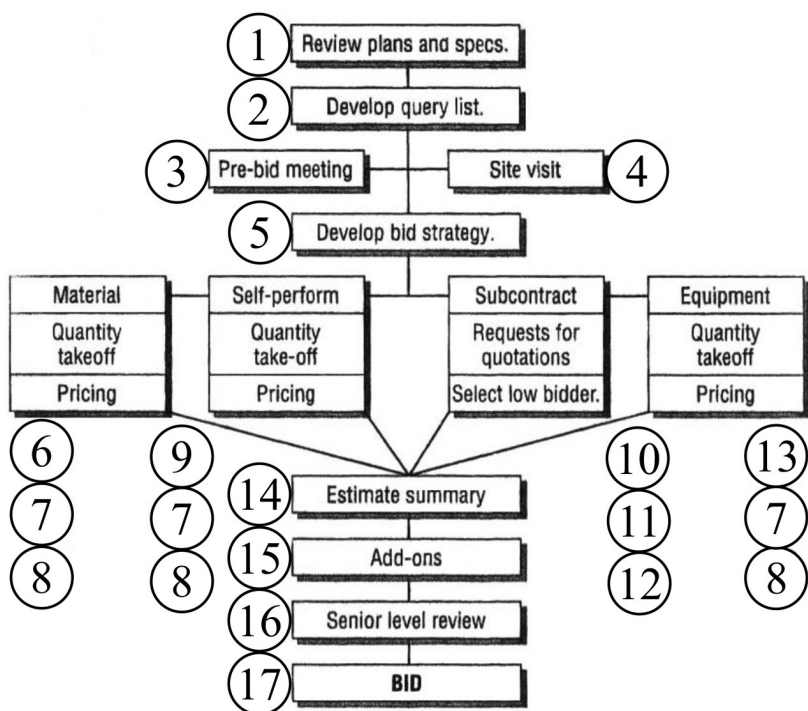 1 Review plans and specs.
2 Develop query list.
3 Pre-bid meeting
Site visit 4
5 Develop bid strategy.
Material
Quantity
takeoff
Pricing
Self-perform
Quantity
take-off
Pricing
Subcontract
Requests for
quotations
Select low bidder.
Equipment
Quantity
takeoff
Pricing
6
7
8
9
7
8
10
11
12
13
7
8
14 Estimate summary
15 Add-ons
16 Senior level review
17 BID